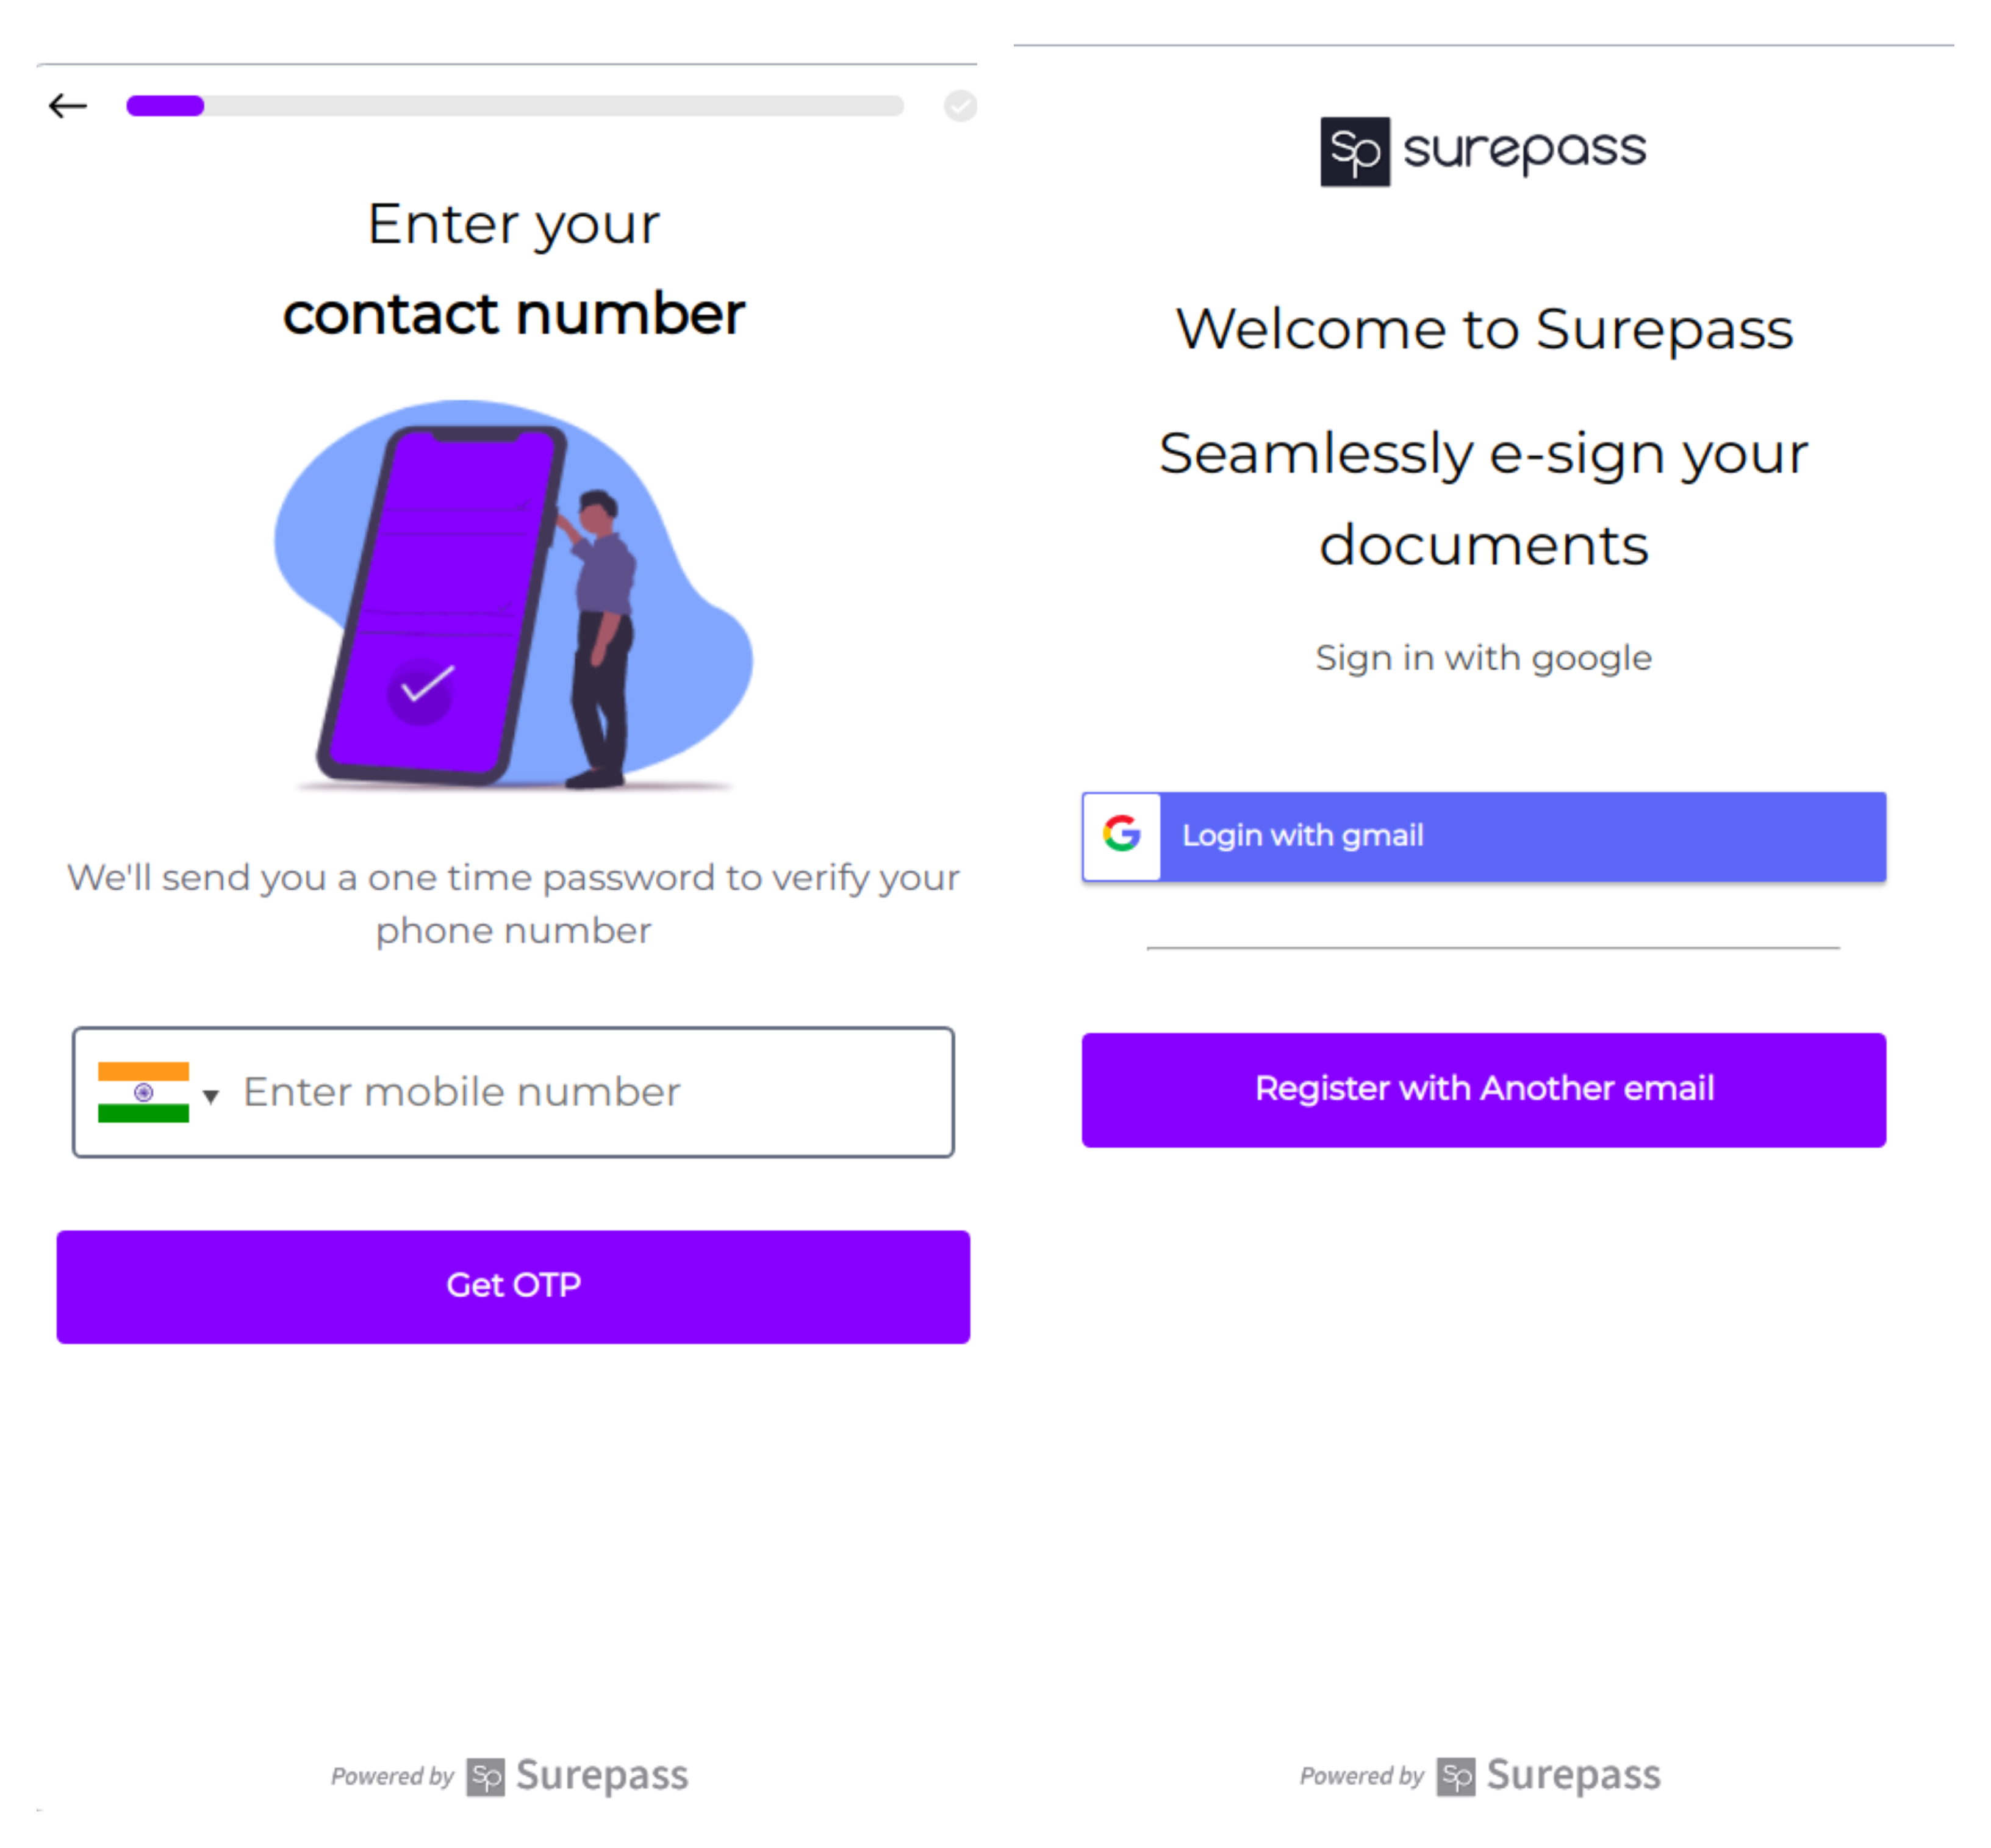 Enter your
contact number
We'll send you a one time password to verify your
phone number
Enter mobile number
Get OTP
Powered by Sp Surepass
Sp surepass
Welcome to Surepass
Seamlessly e-sign your
documents
Sign in with google
G Login with gmail
Register with Another email
Powered by Sp Surepass